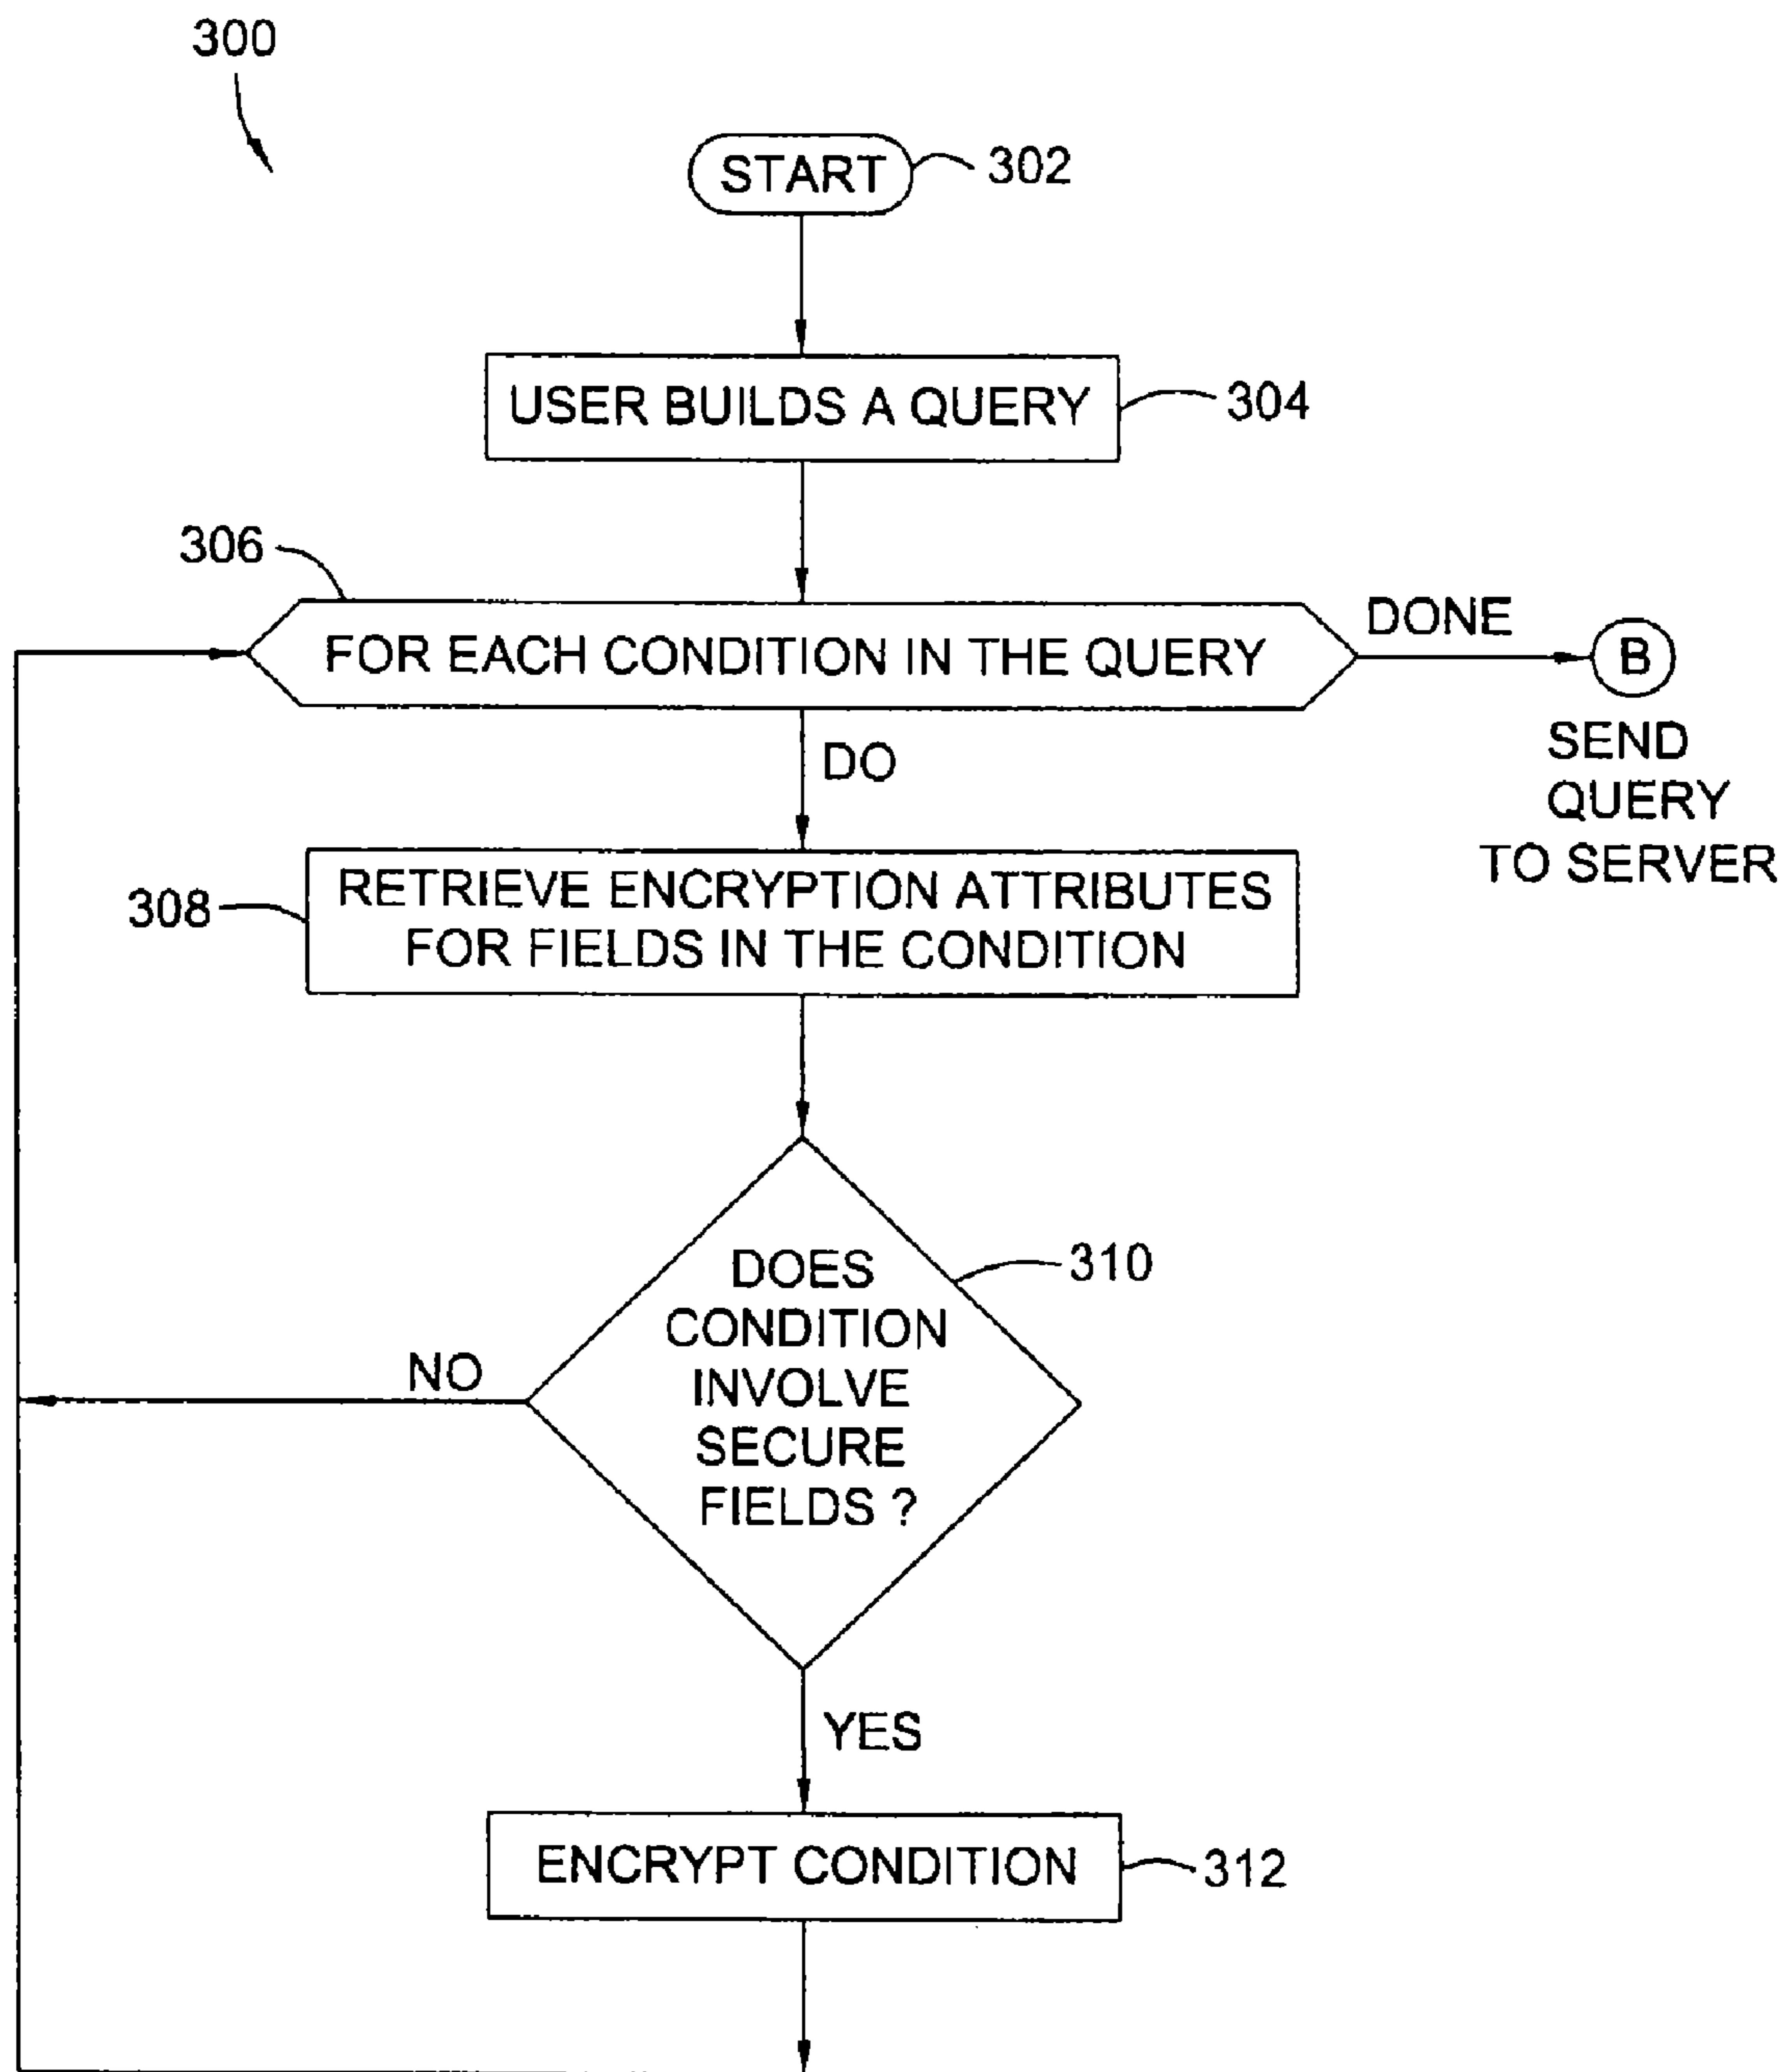 300
START
302
USER BUILDS A QUERY
304
306
FOR EACH CONDITION IN THE QUERY
DONE
B
SEND
QUERY
TO SERVER
DO
308
RETRIEVE ENCRYPTION ATTRIBUTES
FOR FIELDS IN THE CONDITION
DOES
CONDITION
INVOLVE
SECURE
FIELDS ?
310
NO
YES
ENCRYPT CONDITION
312